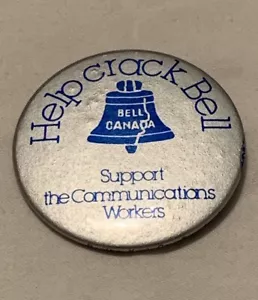 Help crack Bell
BELL
CANADA
Support
the Communications
Workers